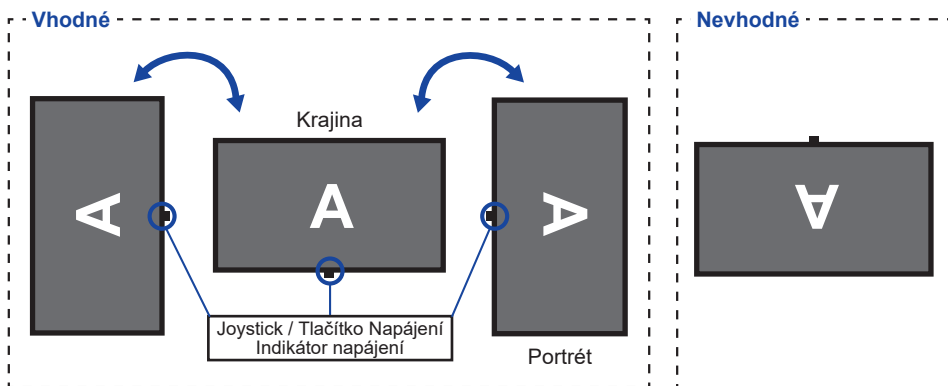 Vhodné
Nevhodné
Krajina
A
A
A
A
Joystick / Tlačítko Napájení
Indikátor napájení
Portrét